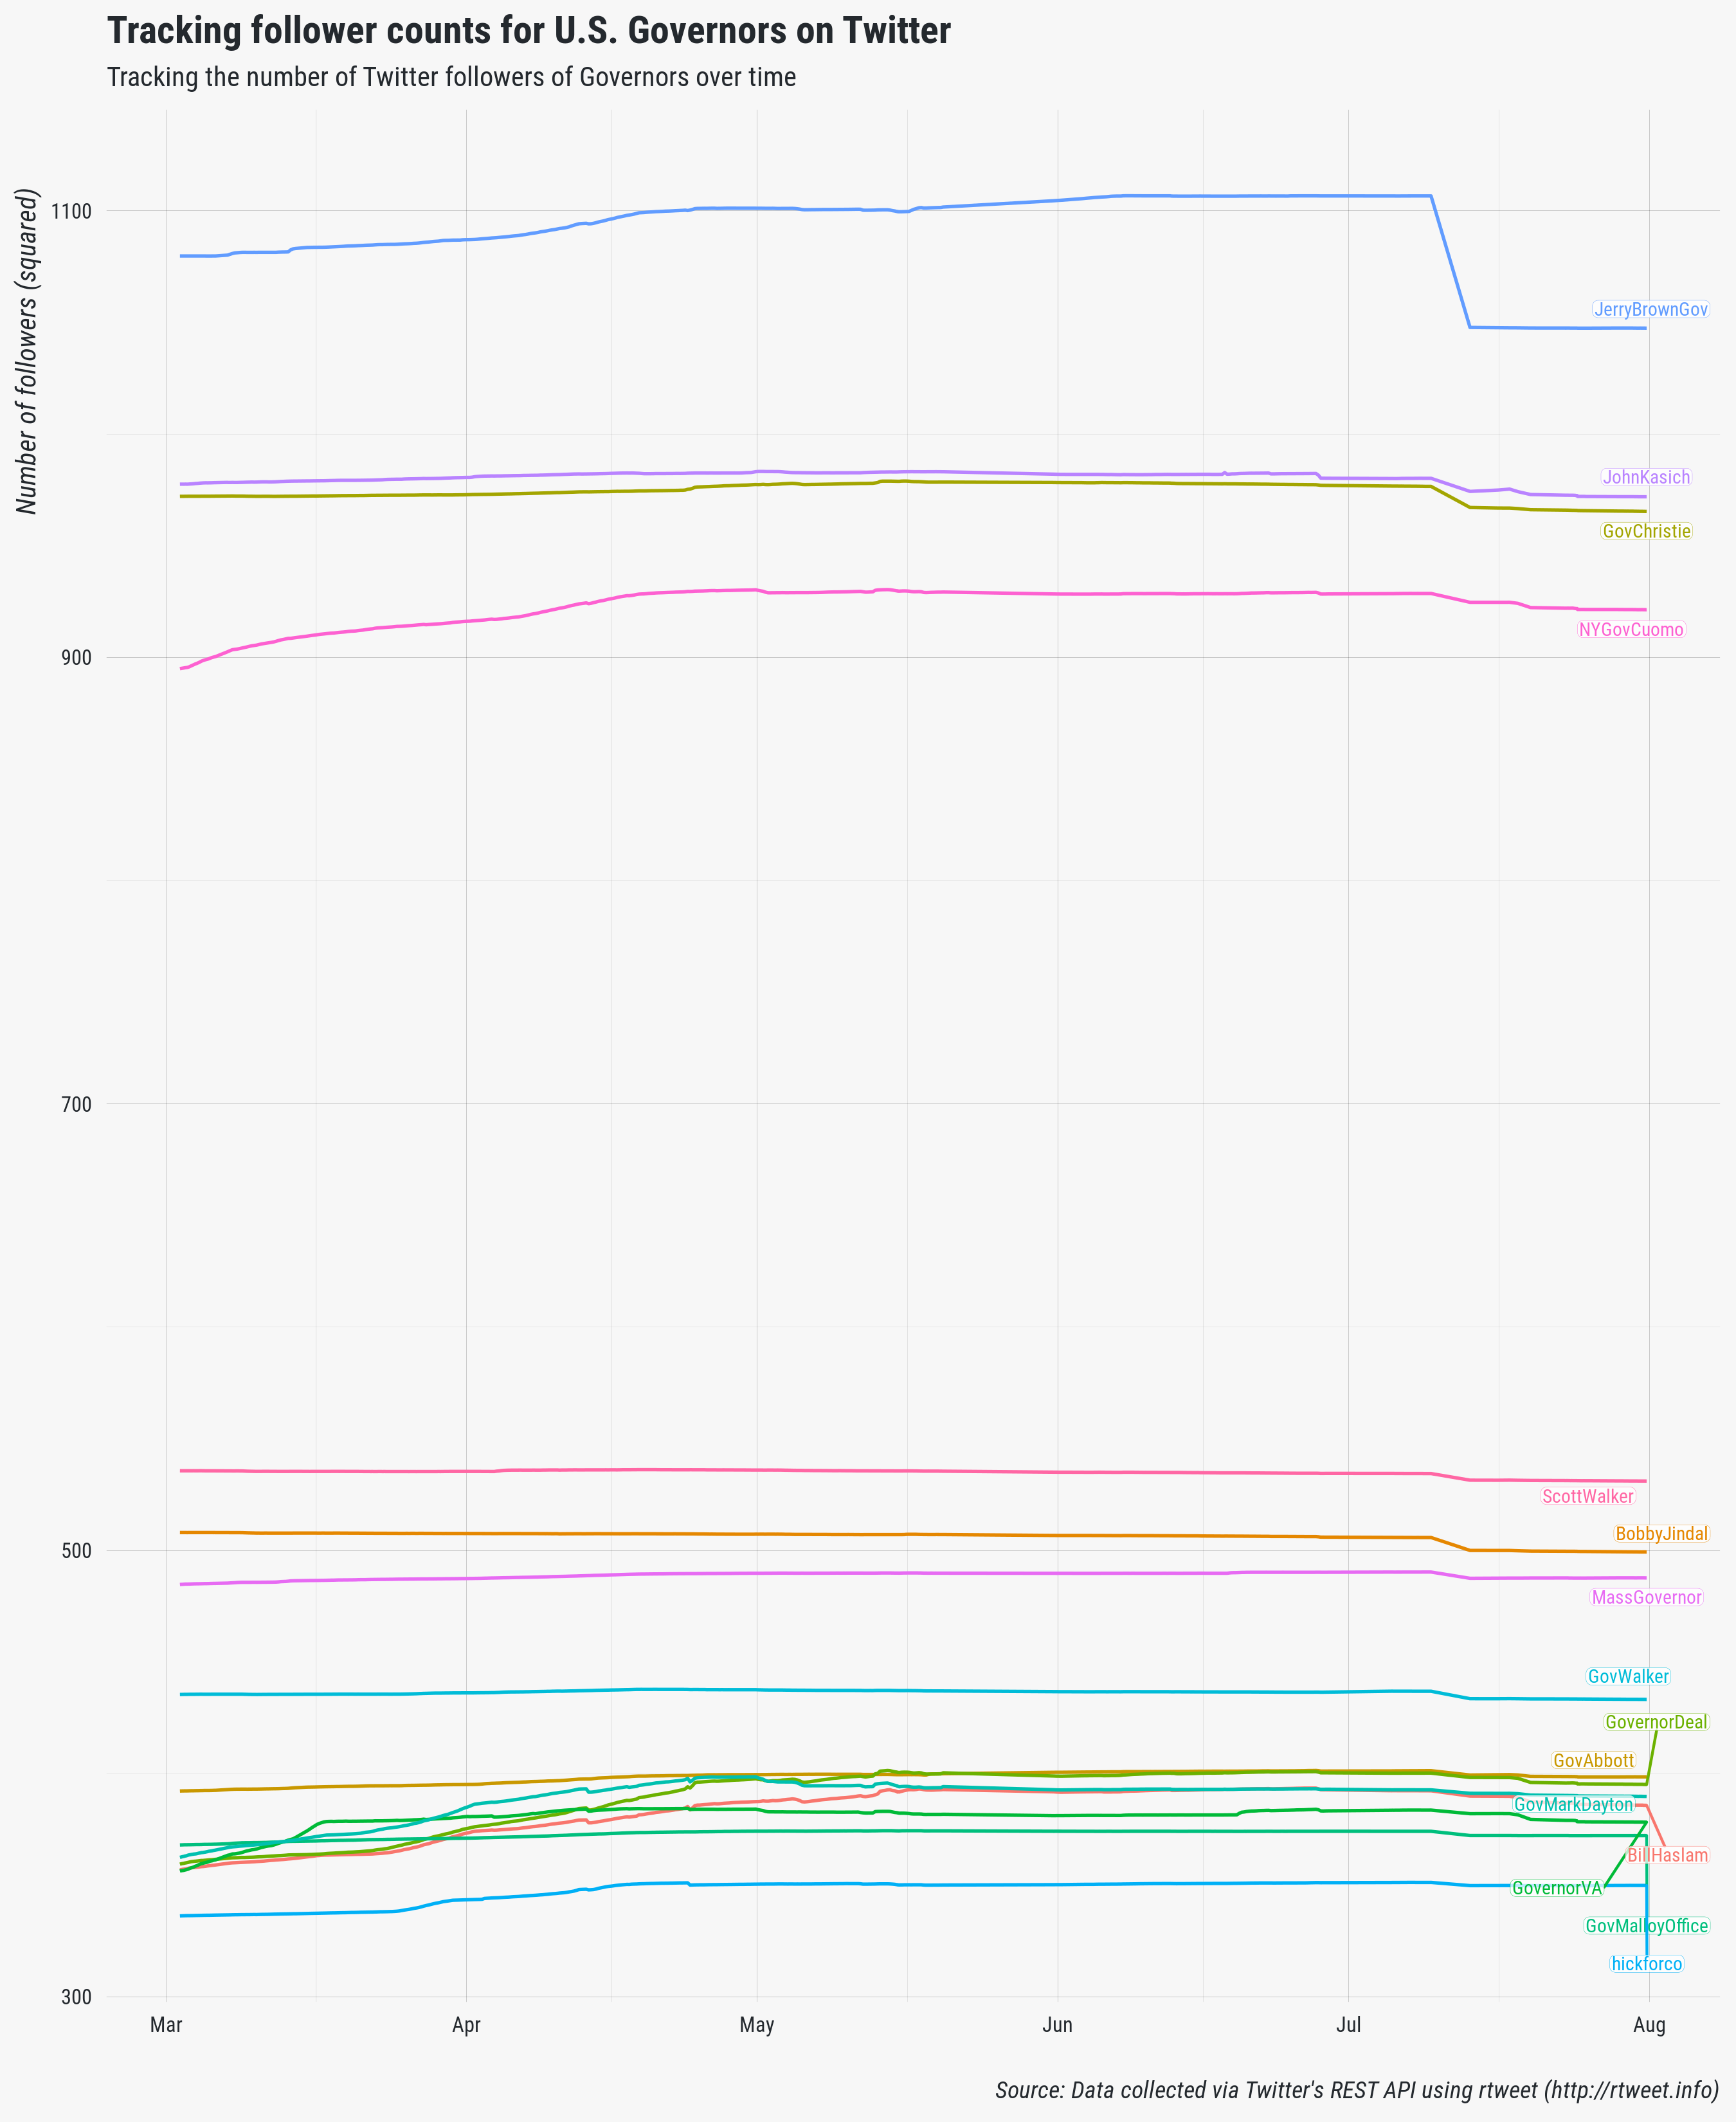 Tracking follower counts for U.S. Governors on Twitter
Tracking the number of Twitter followers of Governors over time
Number of followers (squared)
1100
JerryBrownGov
JohnKasich
GovChristie
NYGovCuomo
900
700
ScottWalker
500
BobbyJindal
MassGovernor
GovWalker
GovernorDeal
GovAbbott
GovMarkDayton
BillHaslam
GovernorVA
GovMalloyOffice
hickforco
300
Mar Apr May Jun Jul Aug
Source: Data collected via Twitter's REST API using rtweet (http://rtweet.info)